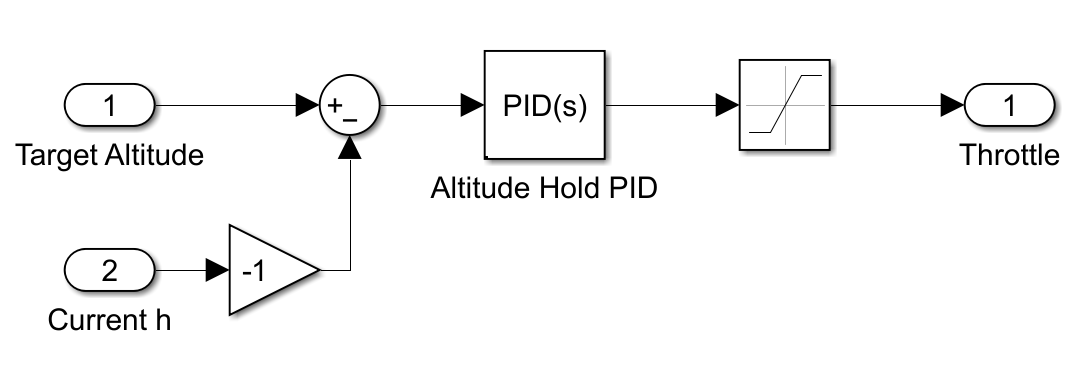 1
Target Altitude
+
−
PID(s)
Altitude Hold PID
1
Throttle
2
Current h
-1